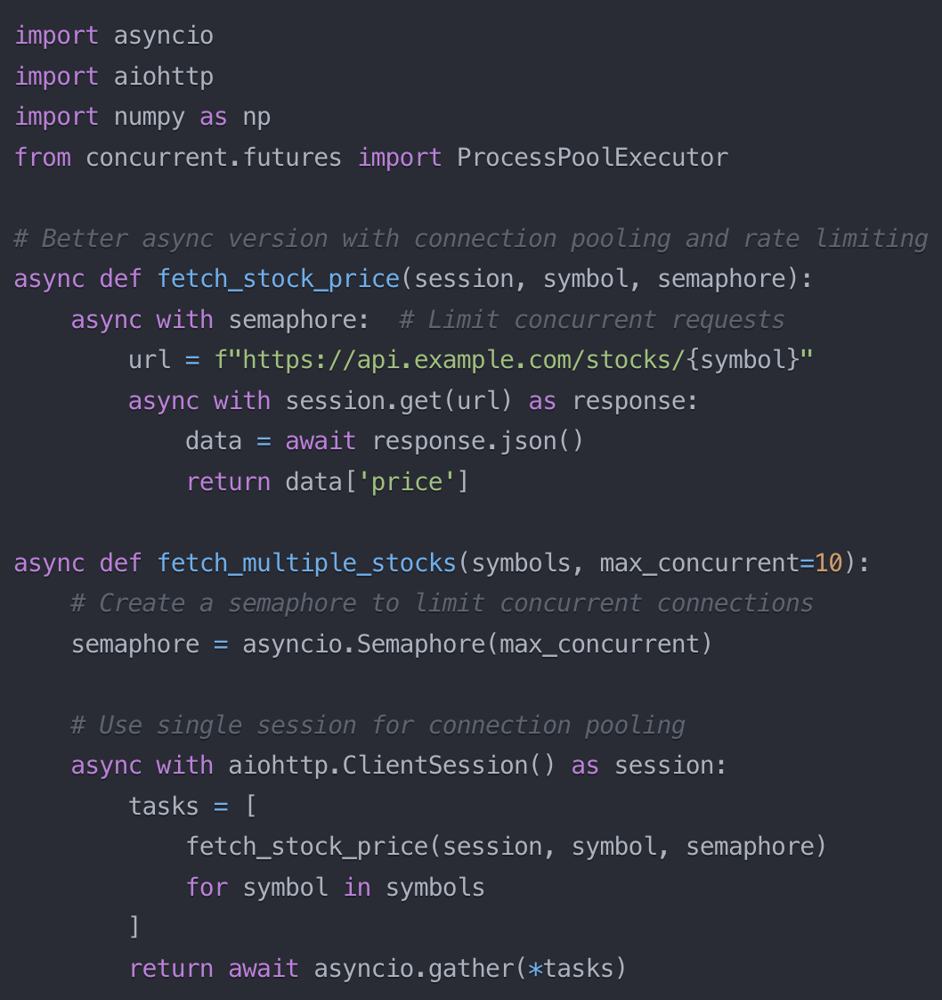 import asyncio
import aiohttp
import numpy as np
from concurrent.futures import ProcessPoolExecutor

# Better async version with connection pooling and rate limiting
async def fetch_stock_price(session, symbol, semaphore):
    async with semaphore:  # Limit concurrent requests
        url = f"https://api.example.com/stocks/{symbol}"
        async with session.get(url) as response:
            data = await response.json()
            return data['price']

async def fetch_multiple_stocks(symbols, max_concurrent=10):
    # Create a semaphore to limit concurrent connections
    semaphore = asyncio.Semaphore(max_concurrent)

    # Use single session for connection pooling
    async with aiohttp.ClientSession() as session:
        tasks = [
            fetch_stock_price(session, symbol, semaphore)
            for symbol in symbols
        ]
        return await asyncio.gather(*tasks)